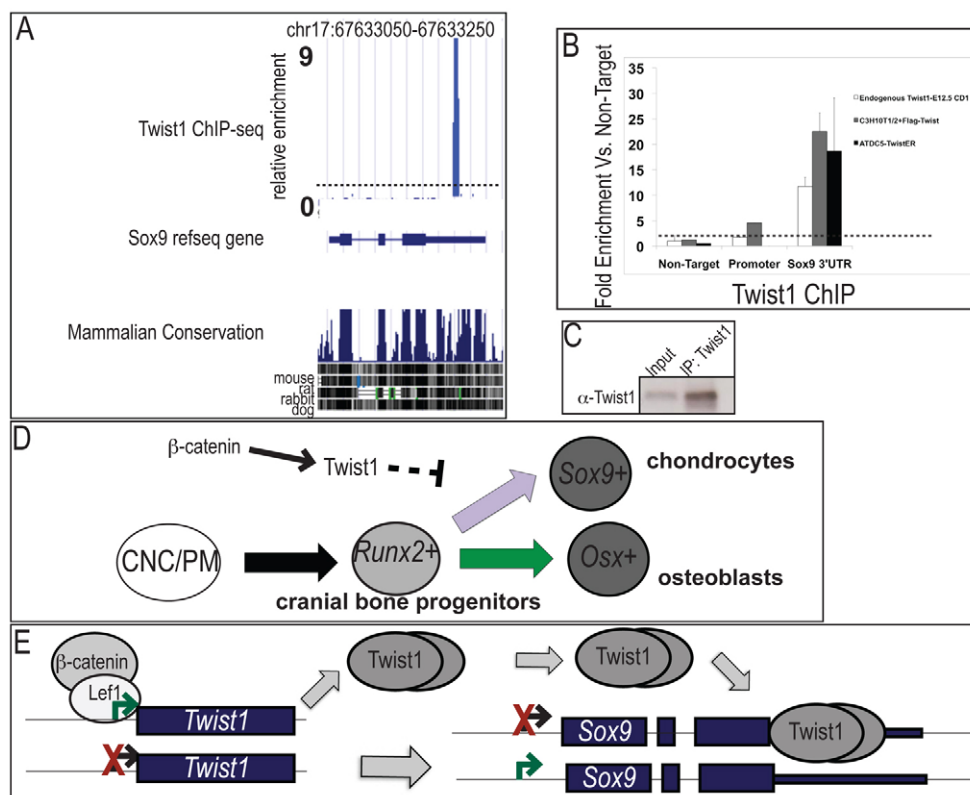 A
chr17:67633050-67633250
9
relative enrichment
Twist1 ChIP-seq
0
Sox9 refseq gene
Mammalian Conservation
mouse
rat
rabbit
dog
B
Fold Enrichment Vs. Non-Target
35
30
25
20
15
10
5
0
Endogenous Twist1-E12.5 CD1
C3H10T1/2+Flag-Twist
ATDC5-TwistER
Non-Target Promoter Sox9 3'UTR
Twist1 ChIP
C
Input IP: Twist1
α-Twist1
D
β-catenin
Twist1
Sox9+ chondrocytes
CNC/PM
Runx2+
Osx+
osteoblasts
cranial bone progenitors
E
β-catenin
Lef1
Twist1
Twist1
Twist1
Twist1
Sox9
Twist1
Sox9